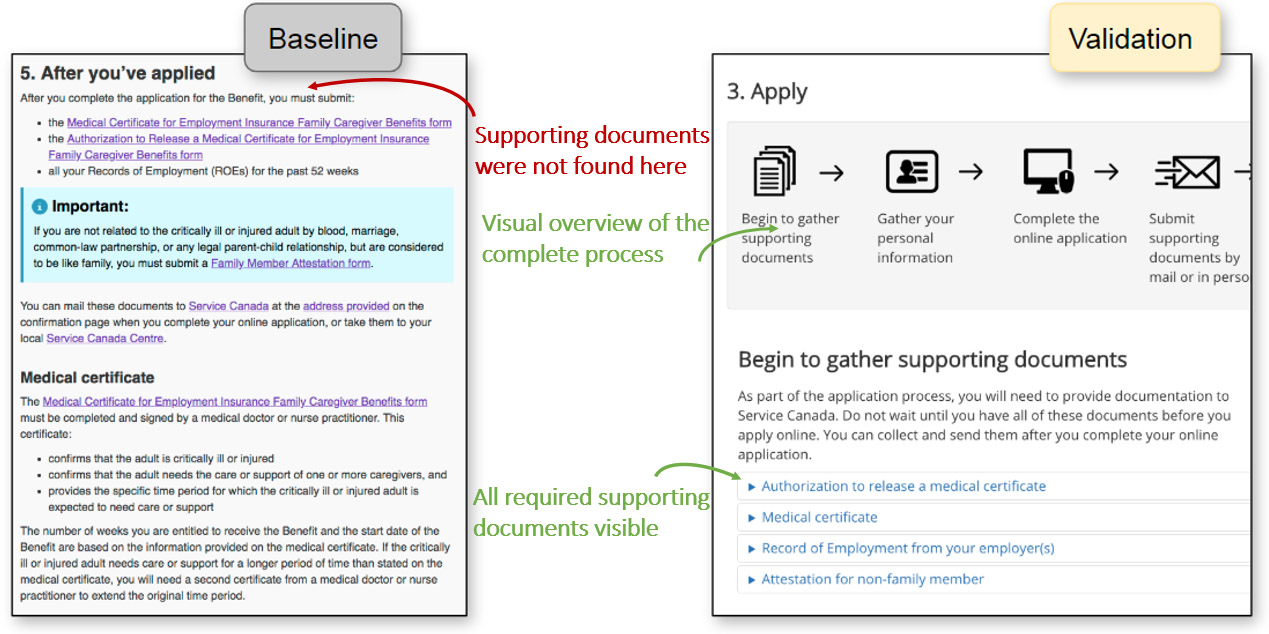 Baseline
5. After you've applied
After you complete the application for the Benefit, you must submit:
• the Medical Certificate for Employment Insurance Family Caregiver Benefits form
• the Authorization to Release a Medical Certificate for Employment Insurance
Family Caregiver Benefits form
• all your Records of Employment (ROEs) for the past 52 weeks
Important:
If you are not related to the critically ill or injured adult by blood, marriage,
common-law partnership, or any legal parent-child relationship, but are considered
to be like family, you must submit a Family Member Attestation form.
You can mail these documents to Service Canada at the address provided on the
confirmation page when you complete your online application, or take them to your
local Service Canada Centre.
Medical certificate
The Medical Certificate for Employment Insurance Family Caregiver Benefits form
must be completed and signed by a medical doctor or nurse practitioner. This
certificate:
• confirms that the adult is critically ill or injured
• confirms that the adult needs the care or support of one or more caregivers, and
• provides the specific time period for which the critically ill or injured adult is
expected to need care or support
The number of weeks you are entitled to receive the Benefit and the start date of the
Benefit are based on the information provided on the medical certificate. If the critically
ill or injured adult needs care or support for a longer period of time than stated on the
medical certificate, you will need a second certificate from a medical doctor or nurse
practitioner to extend the original time period.
Supporting documents
were not found here
Visual overview of the
complete process
All required supporting
documents visible
Validation
3. Apply
Begin to gather
supporting
documents
Gather your
personal
information
Complete the
online application
Submit
supporting
documents by
mail or in perso
Begin to gather supporting documents
As part of the application process, you will need to provide documentation to
Service Canada. Do not wait until you have all of these documents before you
apply online. You can collect and send them after you complete your online
application.
Authorization to release a medical certificate
Medical certificate
Record of Employment from your employer(s)
Attestation for non-family member